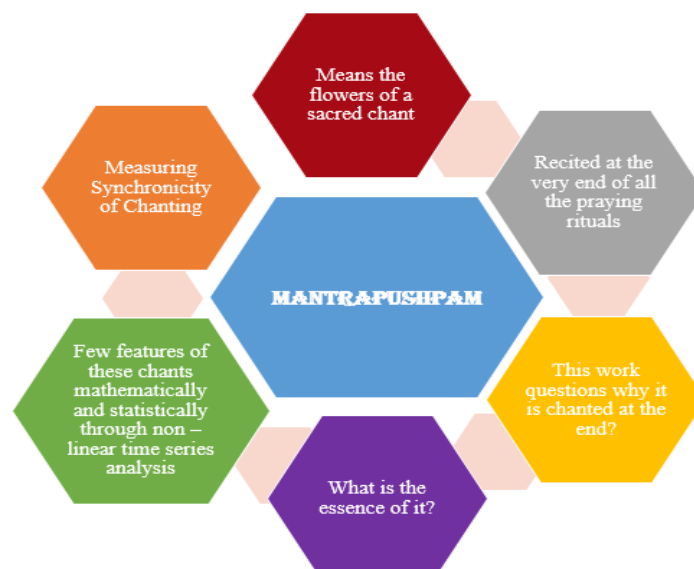 Means the
flowers of a
sacred chant
Recited at the
very end of all
the praying
rituals
This work
questions why it
is chanted at the
end?
What is the
essence of it?
Few features of
these chants
mathematically
and statistically
through non –
linear time series
analysis
Measuring
Synchronicity
of Chanting
MANTRAPUSHPAM